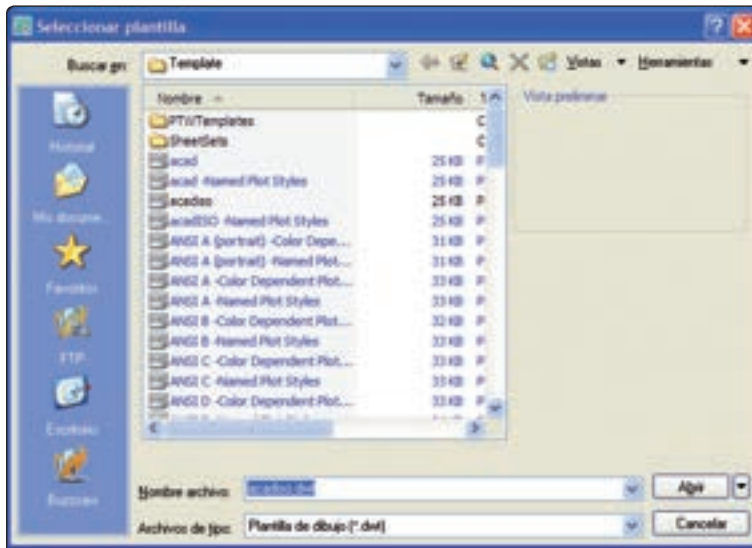 Seleccionar plantilla
Buscar en: Template Vistas Herramientas
Historial
Mis docume...
Favoritos
FTP
Escritorio
Buzzsaw
Nombre Tamaño T
PTWTemplates C
SheetSets C
acad 25 KB P
acad -Named Plot Styles 25 KB P
acadiso 25 KB P
acadISO -Named Plot Styles 25 KB P
ANSI A (portrait) -Color Depe... 31 KB P
ANSI A (portrait) -Named Plot... 31 KB P
ANSI A -Color Dependent Plot... 33 KB P
ANSI A -Named Plot Styles 33 KB P
ANSI B -Color Dependent Plot... 32 KB P
ANSI B -Named Plot Styles 33 KB P
ANSI C -Color Dependent Plot... 33 KB P
ANSI C -Named Plot Styles 33 KB P
ANSI D -Color Dependent Plot... 33 KB P
Vista preliminar
Nombre archivo: acadiso.dwt Abrir
Archivos de tipo: Plantilla de dibujo (*.dwt) Cancelar